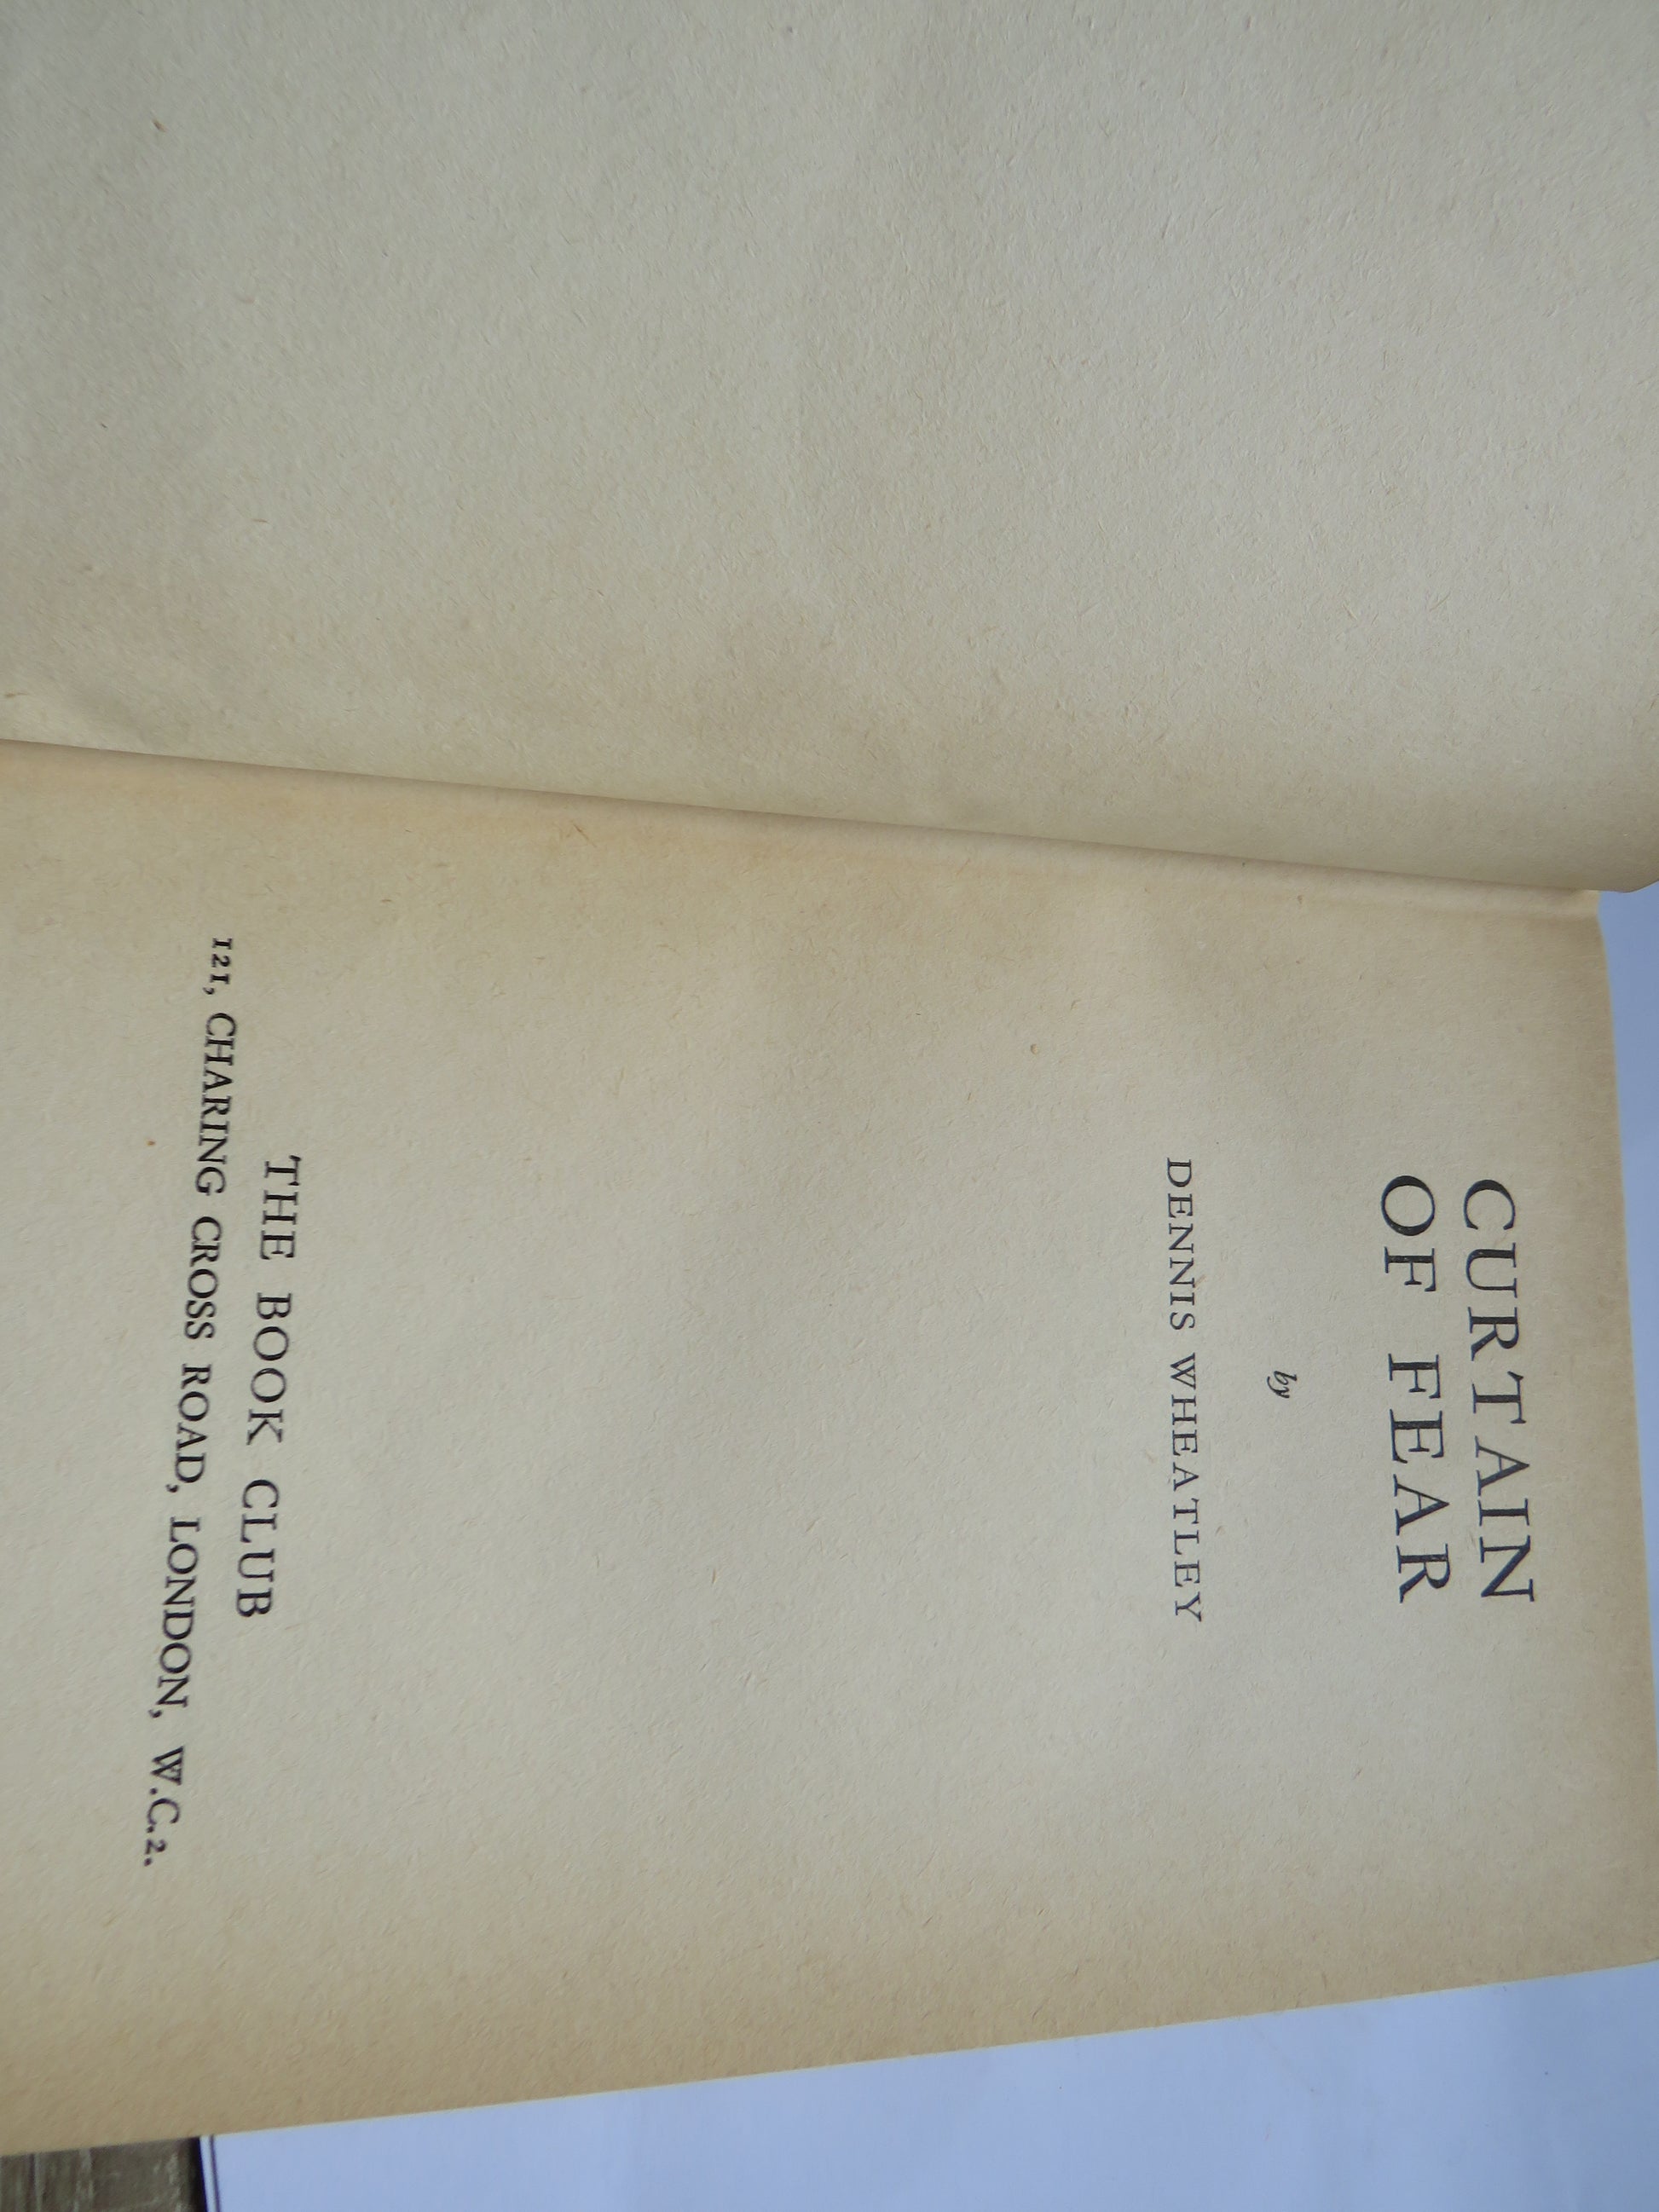 CURTAIN
OF FEAR
by
DENNIS WHEATLEY
THE BOOK CLUB
121, CHARING CROSS ROAD, LONDON, W.C.2.